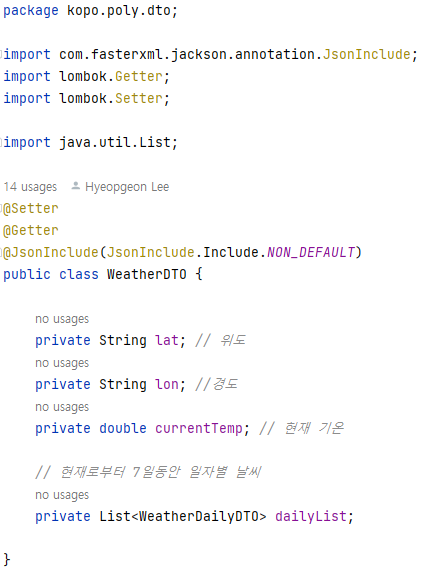 package kopo.poly.dto;
import com.fasterxml.jackson.annotation.JsonInclude;
import lombok.Getter;
import lombok.Setter;
import java.util.List;
14 usages Hyeopgeon Lee
@Setter
@Getter
@JsonInclude(JsonInclude.Include.NON_DEFAULT)
public class WeatherDTO {
no usages
private String lat; // 위도
no usages
private String lon; //경도
no usages
private double currentTemp; // 현재 기온
// 현재로부터 7일동안 일자별 날씨
no usages
private List<WeatherDailyDTO> dailyList;
}